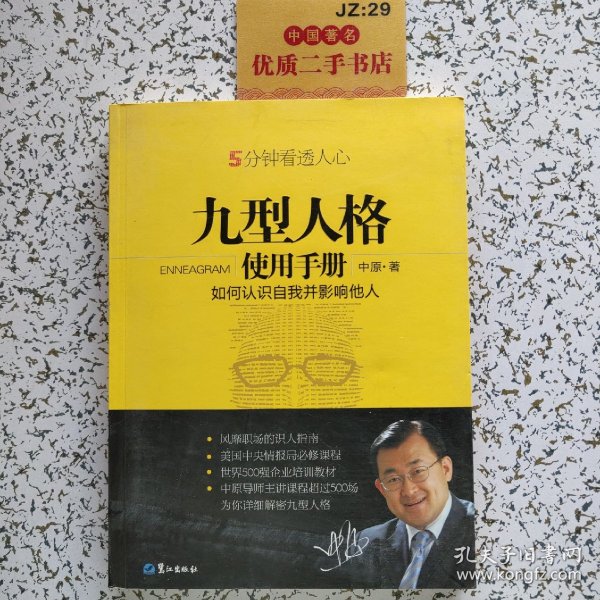 JZ:29
中国著名
优质二手书店
5分钟看透人心
九型人格
ENNEAGRAM 使用手册 中原·著
如何认识自我并影响他人
• 风靡职场的识人指南
• 美国中央情报局必修课程
• 世界500强企业培训教材
• 中原导师主讲课程超过500场
为你详细解密九型人格
鹭江出版社
孔夫子旧书网
www.kongfz.com